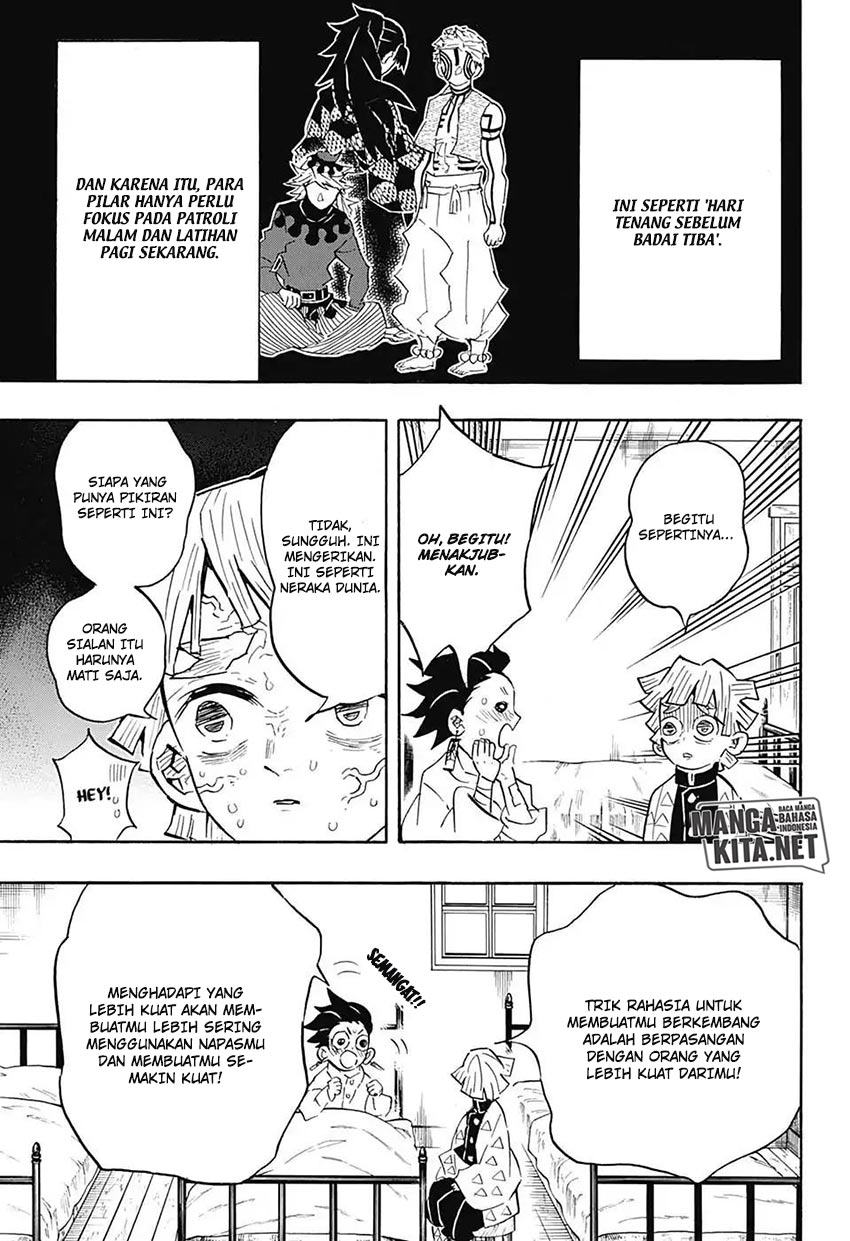 INI SEPERTI 'HARI
TENANG SEBELUM
BADAI TIBA'.
DAN KARENA ITU, PARA
PILAR HANYA PERLU
FOKUS PADA PATROLI
MALAM DAN LATIHAN
PAGI SEKARANG.
BEGITU
SEPERTINYA...
OH, BEGITU!
MENAKJUB-
KAN.
TIDAK,
SUNGGUH. INI
MENGERIKAN.
INI SEPERTI
NERAKA DUNIA.
SIAPA YANG
PUNYA PIKIRAN
SEPERTI INI?
ORANG
SIALAN ITU
HARUNYA
MATI SAJA.
HEY!
MANGA
KITA.NET
BACA MANGA
BAHASA
INDONESIA
TRIK RAHASIA UNTUK
MEMBUATMU BERKEMBANG
ADALAH BERPASANGAN
DENGAN ORANG YANG
LEBIH KUAT DARIMU!
SEMANGAT!!
MENGHADAPI YANG
LEBIH KUAT AKAN MEM-
BUATMU LEBIH SERING
MENGGUNAKAN NAPASMU
DAN MEMBUATMU SE-
MAKIN KUAT!